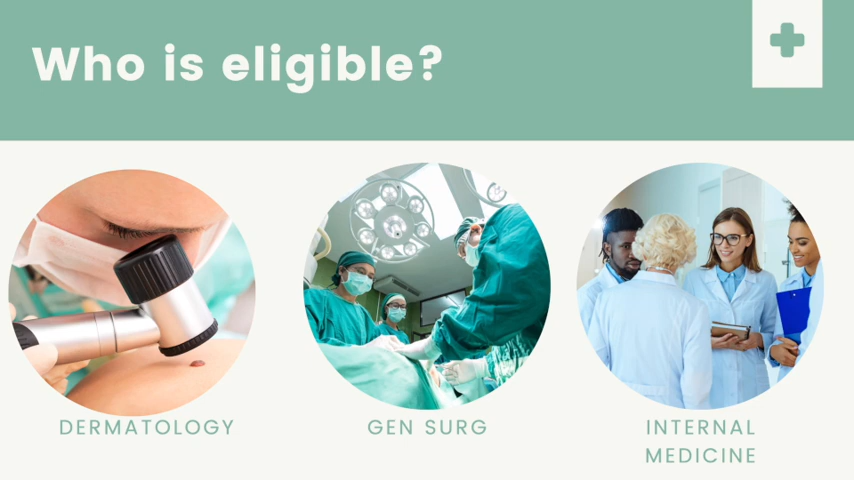 Who is eligible?
DERMATOLOGY
GEN SURG
INTERNAL
MEDICINE